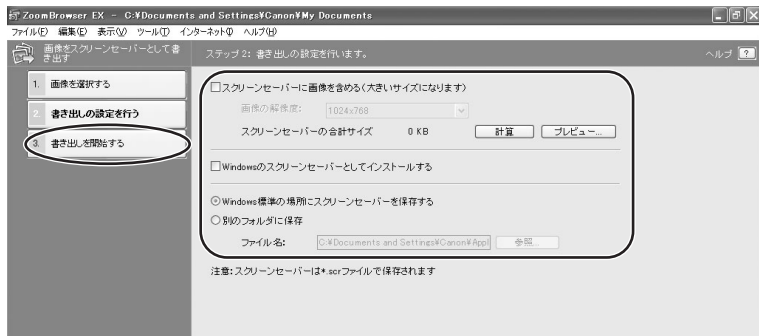 ZoomBrowser EX - C:¥Documents and Settings¥Canon¥My Documents
ファイル(F) 編集(E) 表示(V) ツール(T) インターネット(I) ヘルプ(H)
画像をスクリーンセーバーとして書き出す
ステップ 2: 書き出しの設定を行います。
ヘルプ ?
1. 画像を選択する
2. 書き出しの設定を行う
3. 書き出しを開始する
スクリーンセーバーに画像を含める(大きいサイズになります)
画像の解像度: 1024x768
スクリーンセーバーの合計サイズ 0 KB 計算 プレビュー...
Windowsのスクリーンセーバーとしてインストールする
Windows標準の場所にスクリーンセーバーを保存する
別のフォルダに保存
ファイル名: C:¥Documents and Settings¥Canon¥Appl 参照...
注意: スクリーンセーバーは*.scrファイルで保存されます